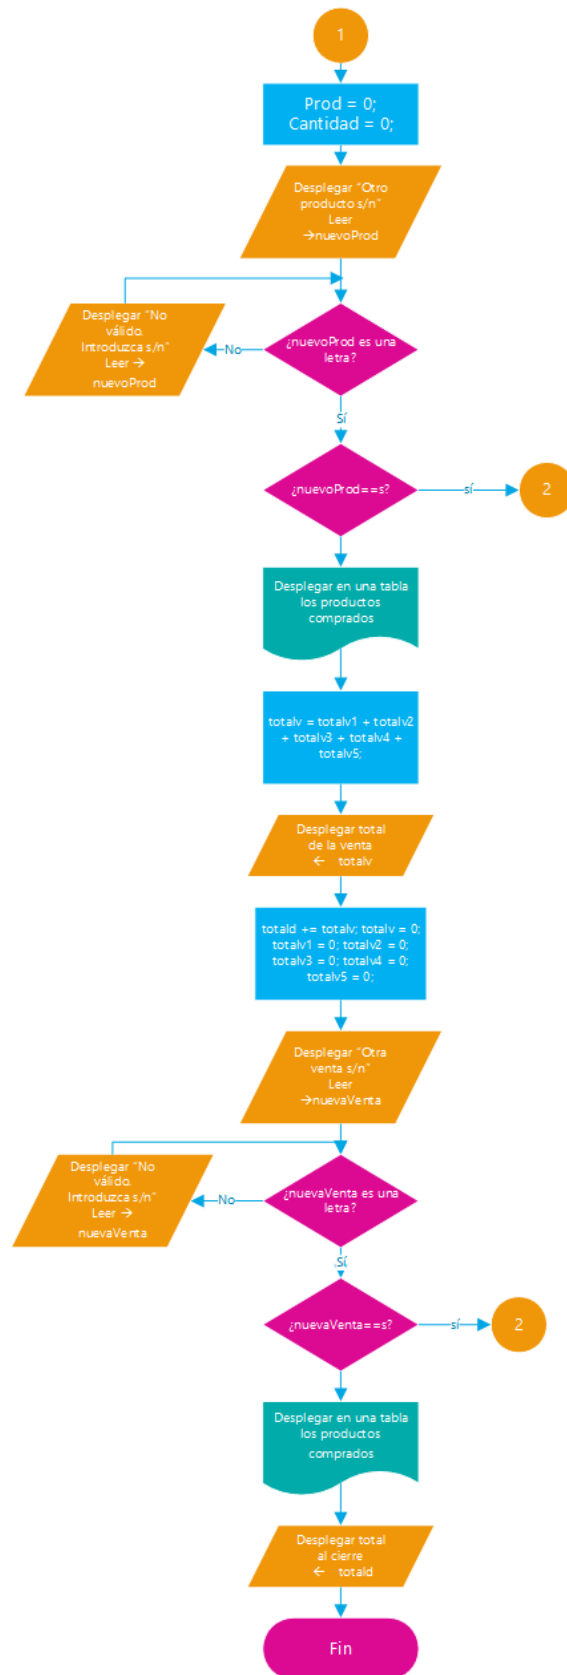 1
Prod = 0;
Cantidad = 0;
Desplegar “Otro
producto s/n”
Leer
→nuevoProd
Desplegar “No
válido.
Introduzca s/n”
Leer →
nuevoProd
No
¿nuevoProd es una
letra?
Sí
¿nuevoProd==s?
sí
2
Desplegar en una tabla
los productos
comprados
totalv = totalv1 + totalv2
+ totalv3 + totalv4 +
totalv5;
Desplegar total
de la venta
← totalv
totald += totalv; totalv = 0;
totalv1 = 0; totalv2 = 0;
totalv3 = 0; totalv4 = 0;
totalv5 = 0;
Desplegar “Otra
venta s/n”
Leer
→nuevaVenta
Desplegar “No
válido.
Introduzca s/n”
Leer →
nuevaVenta
No
¿nuevaVenta es una
letra?
Sí
¿nuevaVenta==s?
sí
2
Desplegar en una tabla
los productos
comprados
Desplegar total
al cierre
← totald
Fin